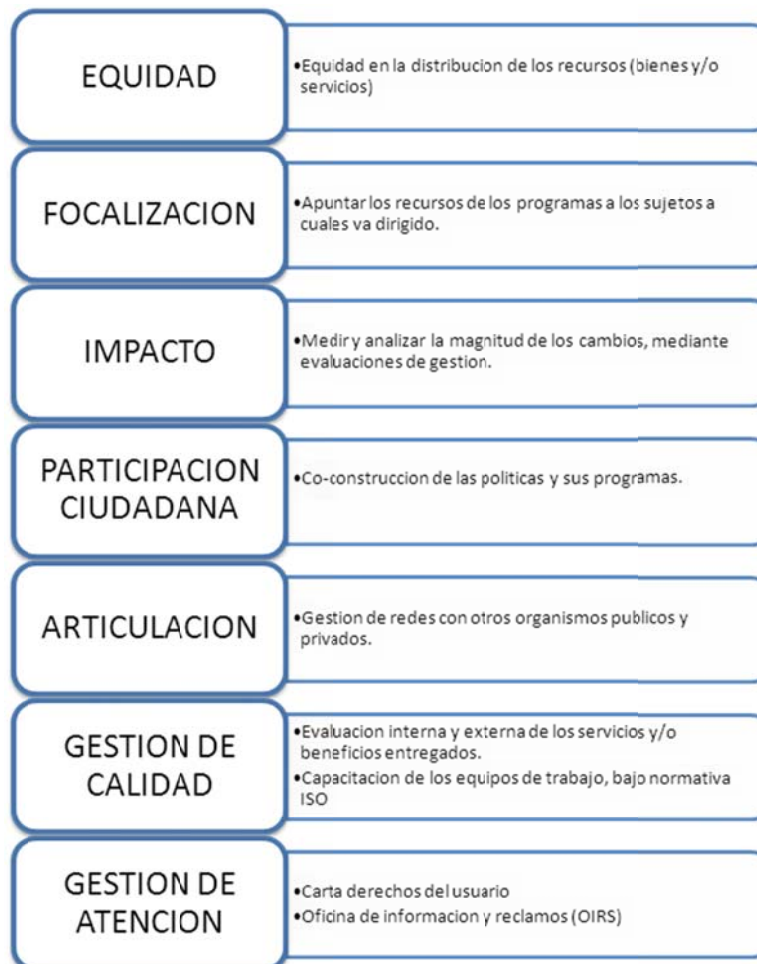 EQUIDAD
•Equidad en la distribucion de los recursos (bienes y/o
servicios)
FOCALIZACION
•Apuntar los recursos de los programas a los sujetos a
cuales va dirigido.
IMPACTO
•Medir y analizar la magnitud de los cambios, mediante
evaluaciones de gestion.
PARTICIPACION
CIUDADANA
•Co-construccion de las politicas y sus programas.
ARTICULACION
•Gestion de redes con otros organismos publicos y
privados.
GESTION DE
CALIDAD
•Evaluacion interna y externa de los servicios y/o
beneficios entregados.
•Capacitacion de los equipos de trabajo, bajo normativa
ISO
GESTION DE
ATENCION
•Carta derechos del usuario
•Oficina de informacion y reclamos (OIRS)